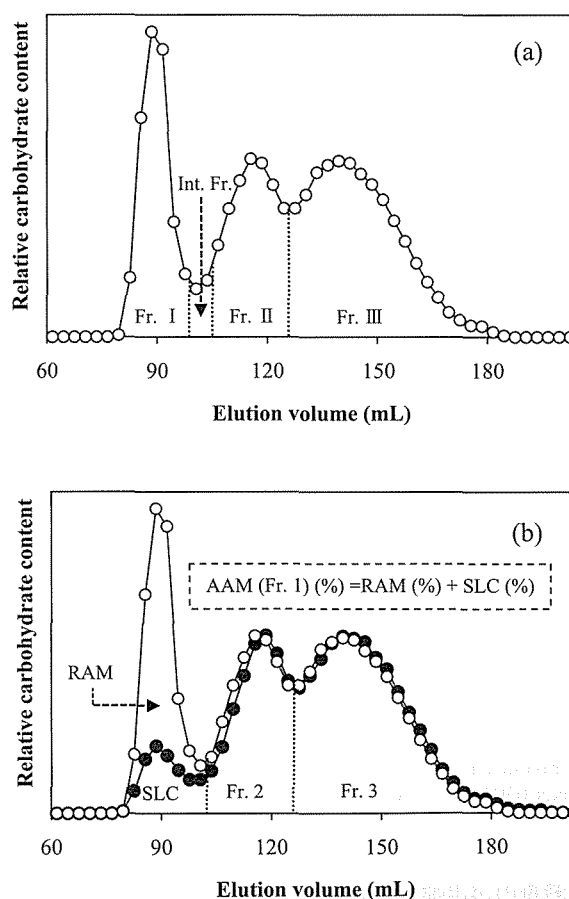 (a)
Relative carbohydrate content
Int. Fr.
Fr. I
Fr. II
Fr. III
60
90
120
150
180
Elution volume (mL)
(b)
Relative carbohydrate content
AAM (Fr. 1) (%) =RAM (%) + SLC (%)
RAM
SLC
Fr. 2
Fr. 3
60
90
120
150
180
Elution volume (mL)